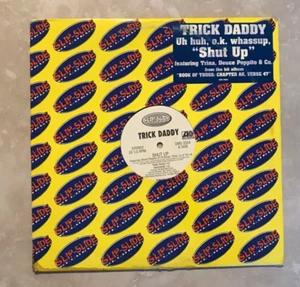 TRICK DADDY
Uh huh, o.k. whassup,
"Shut Up"
featuring Trina, Deuce Poppito & Co.
from the hit album
"BOOK OF THUGS: CHAPTER AK, VERSE 47"
SLIP-N-SLIDE
TRICK DADDY
SHUT UP